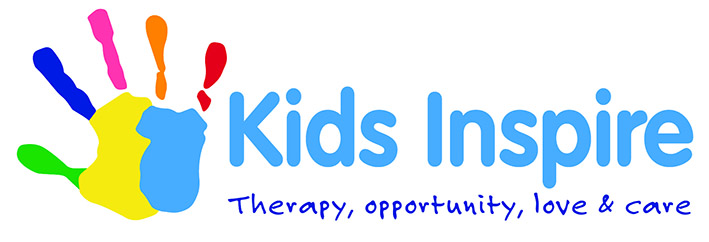 Kids Inspire
Therapy, opportunity, love & care